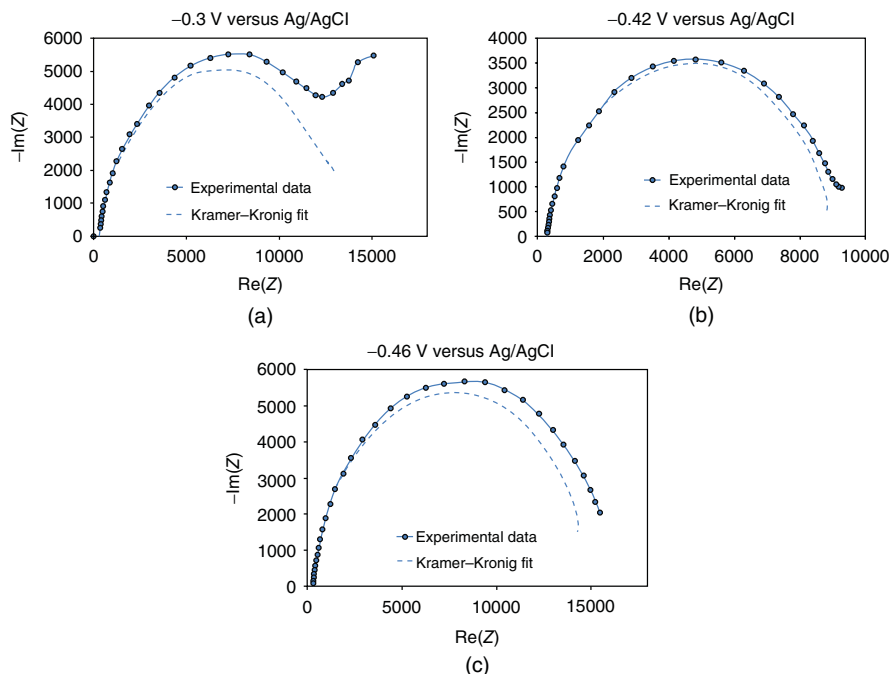 −0.3 V versus Ag/AgCl
6000
5000
4000
3000
2000
1000
0
−Im(Z)
Experimental data
Kramer–Kronig fit
0
5000
10000
15000
Re(Z)
(a)
−0.42 V versus Ag/AgCl
4000
3500
3000
2500
2000
1500
1000
500
0
−Im(Z)
Experimental data
Kramer–Kronig fit
0
2000
4000
6000
8000
10000
Re(Z)
(b)
−0.46 V versus Ag/AgCl
6000
5000
4000
3000
2000
1000
0
−Im(Z)
Experimental data
Kramer–Kronig fit
0
5000
10000
15000
Re(Z)
(c)